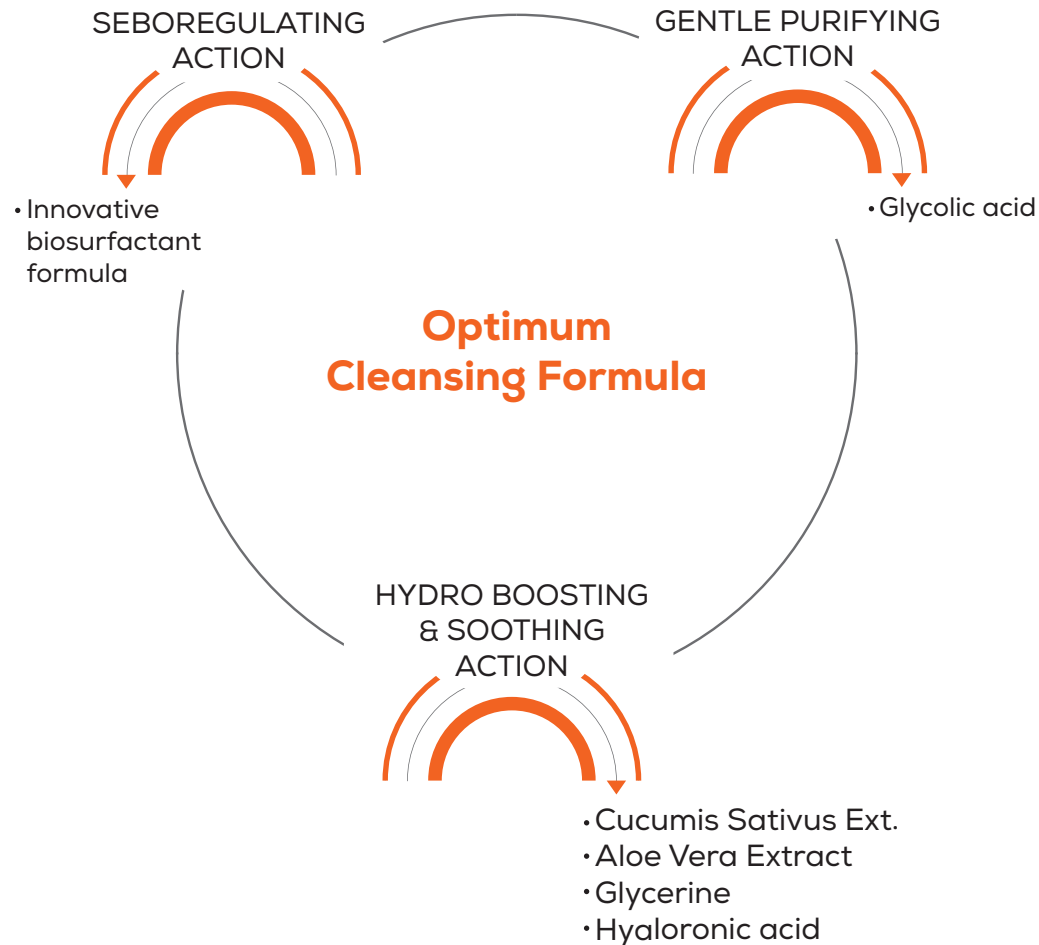 SEBOREGULATING
ACTION
• Innovative
biosurfactant
formula
GENTLE PURIFYING
ACTION
• Glycolic acid
Optimum
Cleansing Formula
HYDRO BOOSTING
& SOOTHING
ACTION
• Cucumis Sativus Ext.
• Aloe Vera Extract
• Glycerine
• Hyaloronic acid